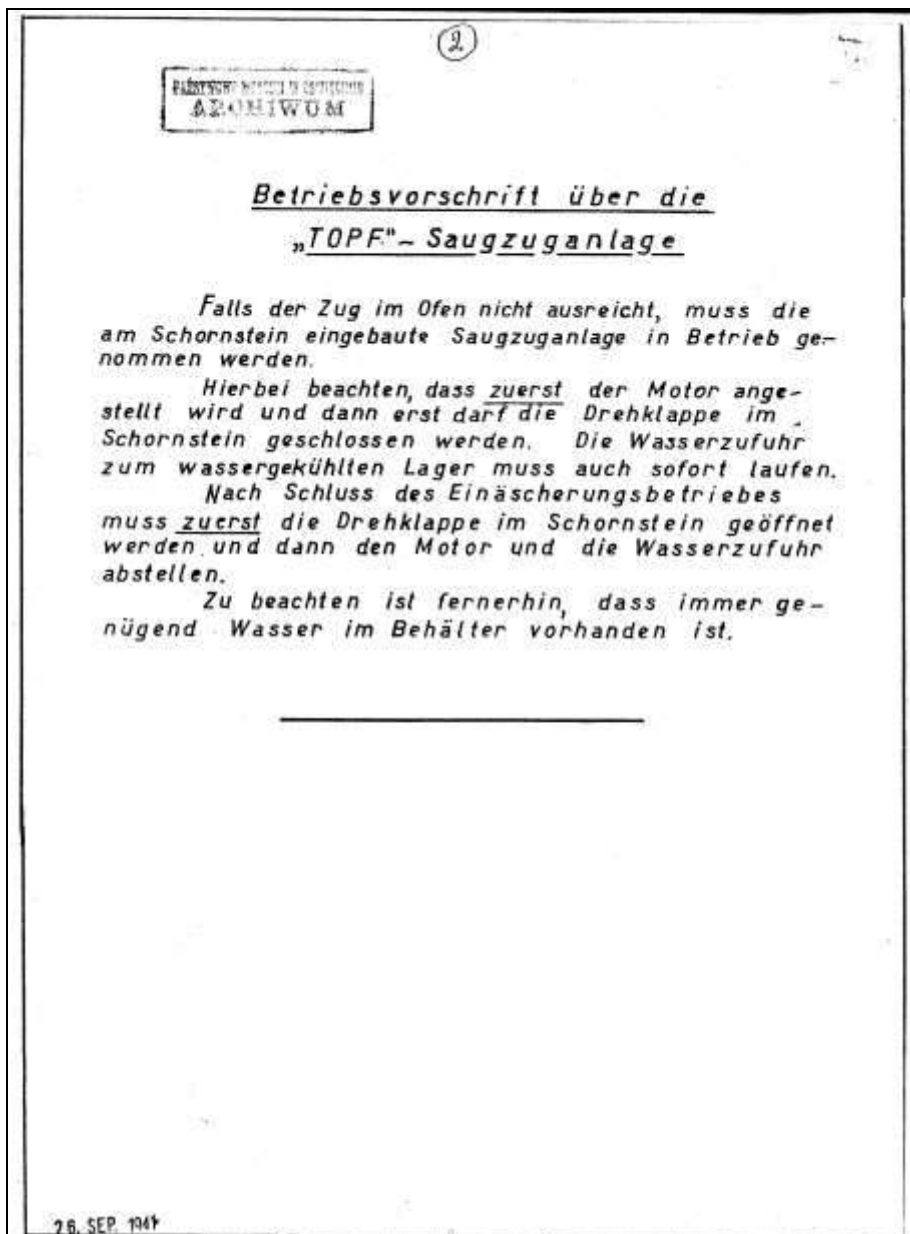 2
ARCHIWUM
Betriebsvorschrift über die
„TOPF"- Saugzuganlage
Falls der Zug im Ofen nicht ausreicht, muss die
am Schornstein eingebaute Saugzuganlage in Betrieb ge-
nommen werden.
Hierbei beachten, dass zuerst der Motor ange-
stellt wird und dann erst darf die Drehklappe im
Schornstein geschlossen werden. Die Wasserzufuhr
zum wassergekühlten Lager muss auch sofort laufen.
Nach Schluss des Einäscherungsbetriebes
muss zuerst die Drehklappe im Schornstein geöffnet
werden und dann den Motor und die Wasserzufuhr
abstellen.
Zu beachten ist fernerhin, dass immer ge-
nügend Wasser im Behälter vorhanden ist.
26. SEP. 1941